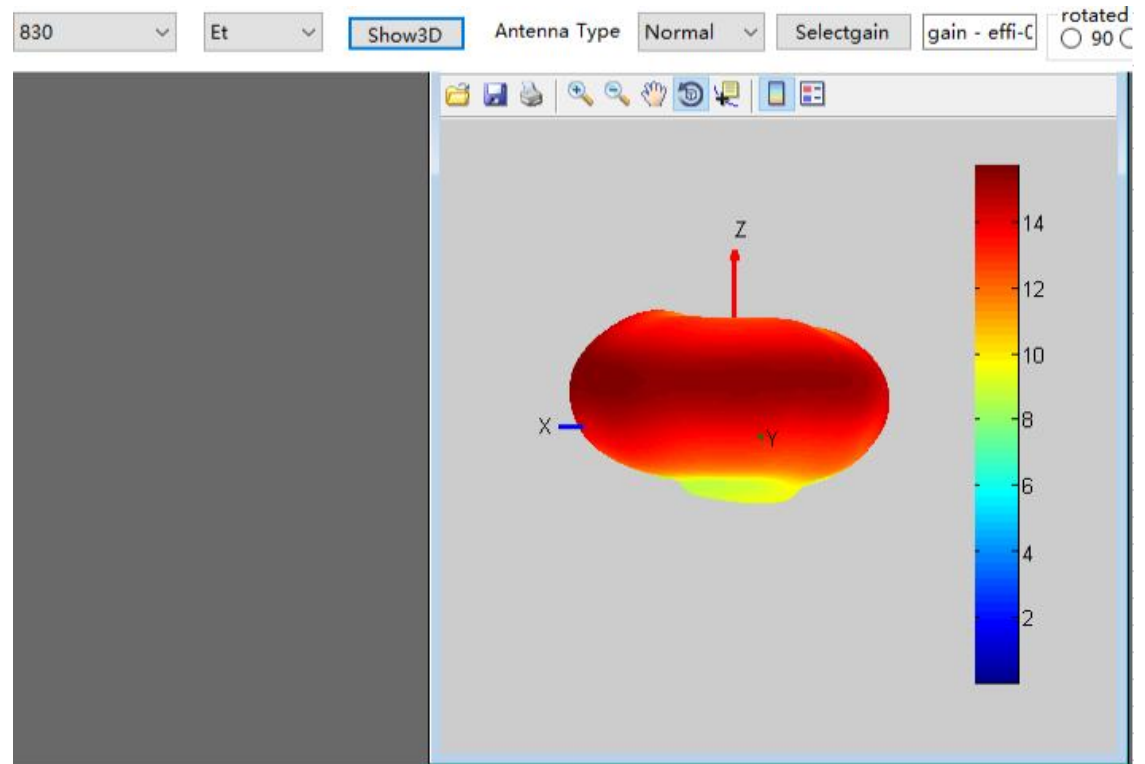 rotated
830 Et Show3D Antenna Type Normal Selectgain gain - effi-C 90
14
Z
12
10
X
8
Y
6
4
2